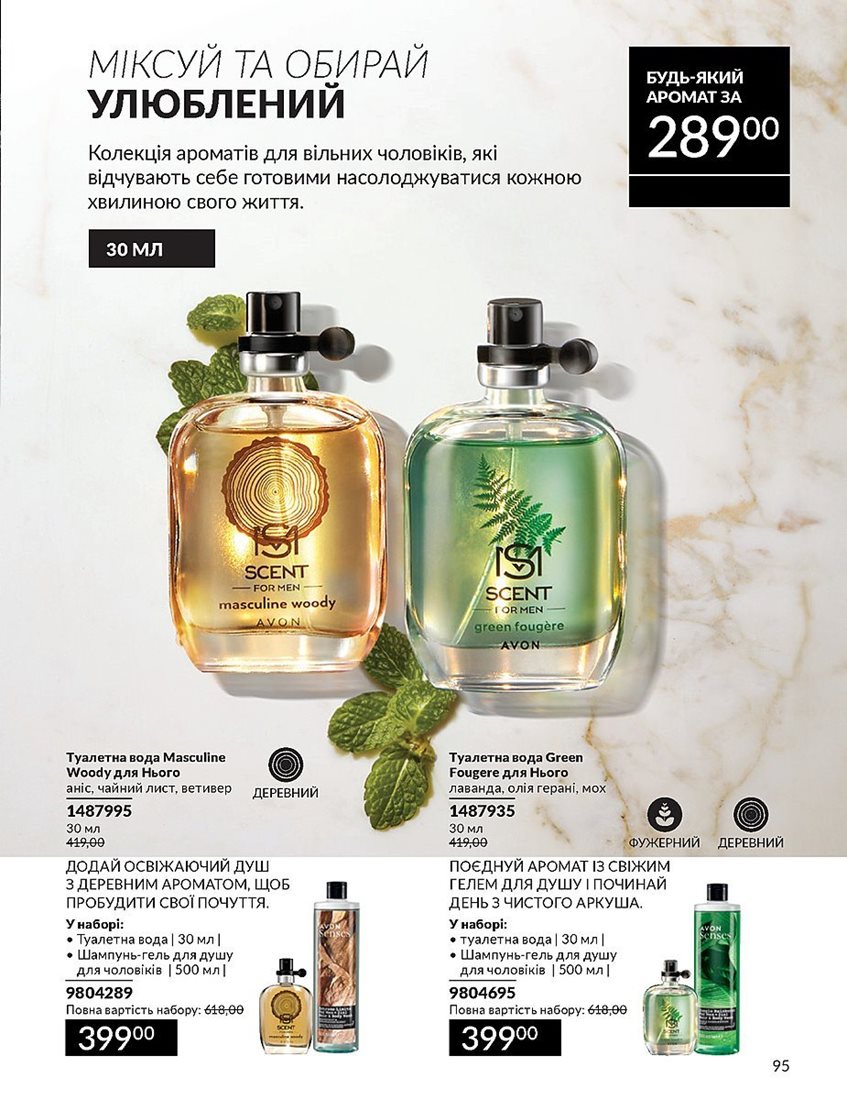 МІКСУЙ ТА ОБИРАЙ
УЛЮБЛЕНИЙ
Колекція ароматів для вільних чоловіків, які
відчувають себе готовими насолоджуватися кожною
хвилиною свого життя.
30 МЛ
БУДЬ-ЯКИЙ
АРОМАТ ЗА
289⁰⁰
SCENT
FOR MEN
masculine woody
AVON
SCENT
FOR MEN
green fougère
AVON
Туалетна вода Masculine
Woody для Нього
аніс, чайний лист, ветивер
1487995
30 мл
419,00
ДЕРЕВНИЙ
Туалетна вода Green
Fougere для Нього
лаванда, олія герані, мох
1487935
30 мл
419,00
ФУЖЕРНИЙ
ДЕРЕВНИЙ
ДОДАЙ ОСВІЖАЮЧИЙ ДУШ
З ДЕРЕВНИМ АРОМАТОМ, ЩОБ
ПРОБУДИТИ СВОЇ ПОЧУТТЯ.
У наборі:
• Туалетна вода | 30 мл |
• Шампунь-гель для душу
для чоловіків | 500 мл |
9804289
Повна вартість набору: 618,00
399⁰⁰
AVON
Senses
SCENT
ПОЄДНУЙ АРОМАТ ІЗ СВІЖИМ
ГЕЛЕМ ДЛЯ ДУШУ І ПОЧИНАЙ
ДЕНЬ З ЧИСТОГО АРКУША.
У наборі:
• туалетна вода | 30 мл |
• Шампунь-гель для душу
для чоловіків | 500 мл |
9804695
Повна вартість набору: 618,00
399⁰⁰
AVON
Senses
SCENT
95